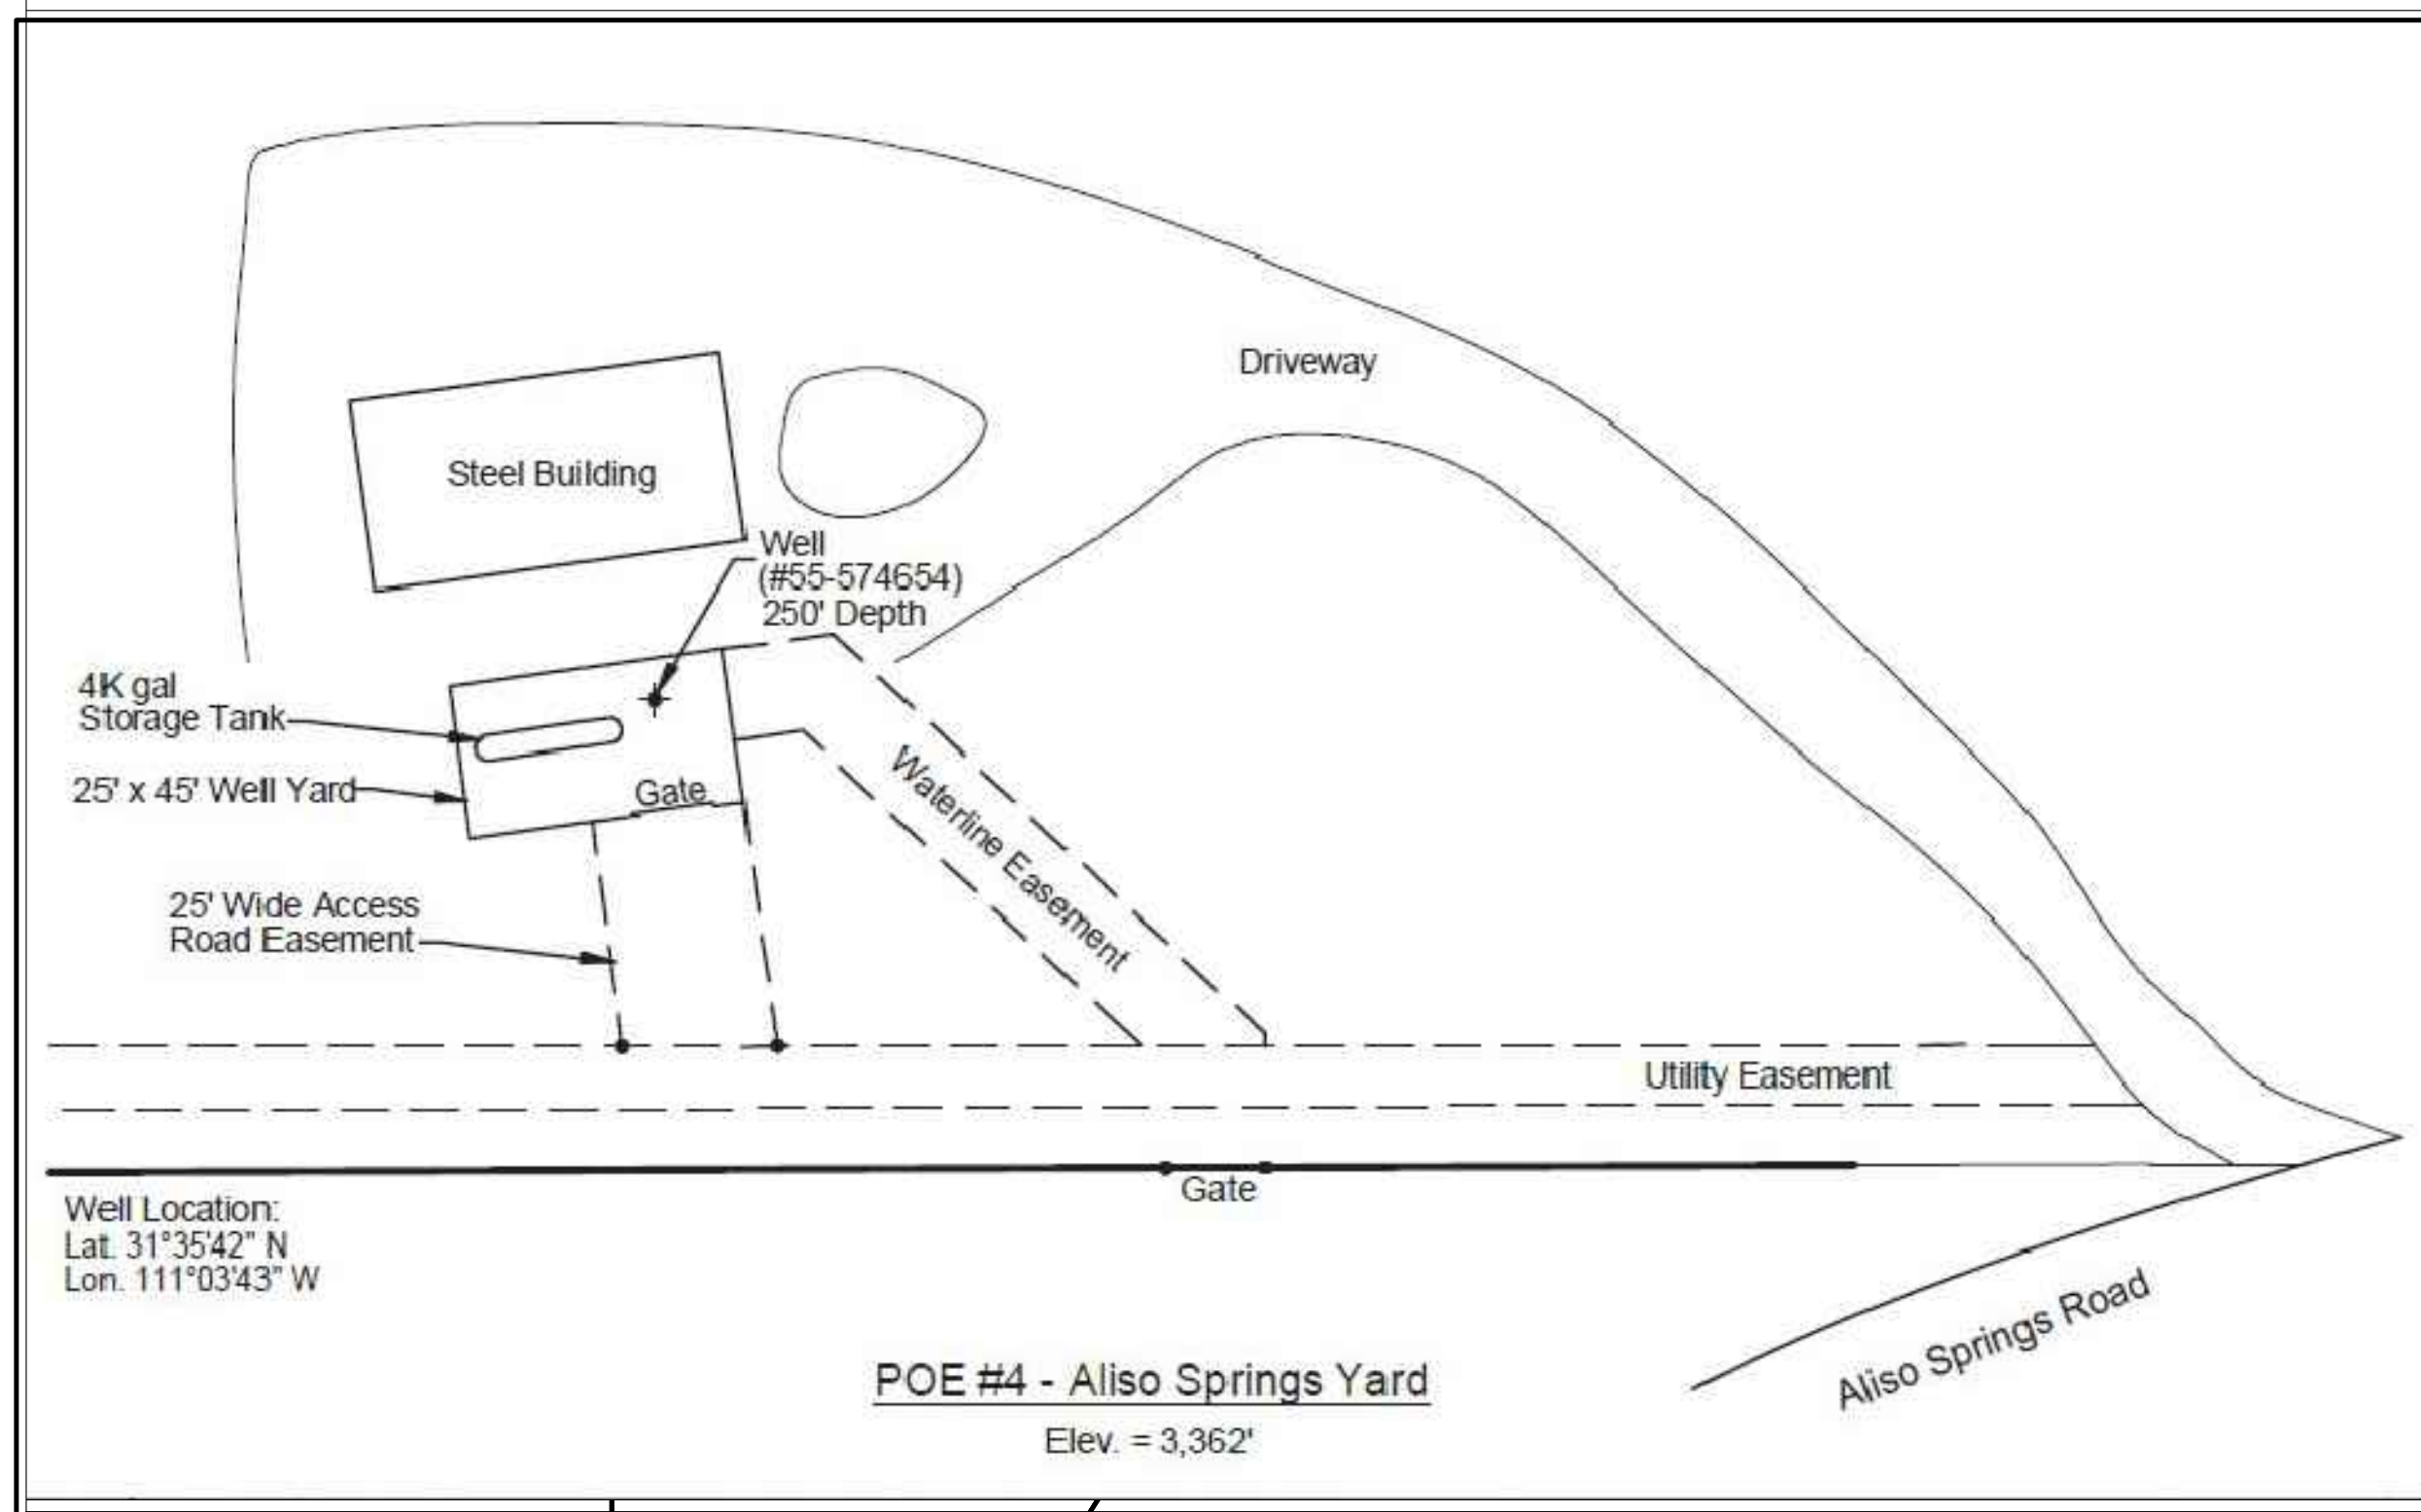 Driveway
Steel Building
Well
(#55-574654)
250' Depth
4K gal
Storage Tank
25' x 45' Well Yard
Gate
Waterline Easement
25' Wide Access
Road Easement
Utility Easement
Gate
Well Location:
Lat. 31°35'42" N
Lon. 111°03'43" W
Aliso Springs Road
POE #4 - Aliso Springs Yard
Elev. = 3,362'